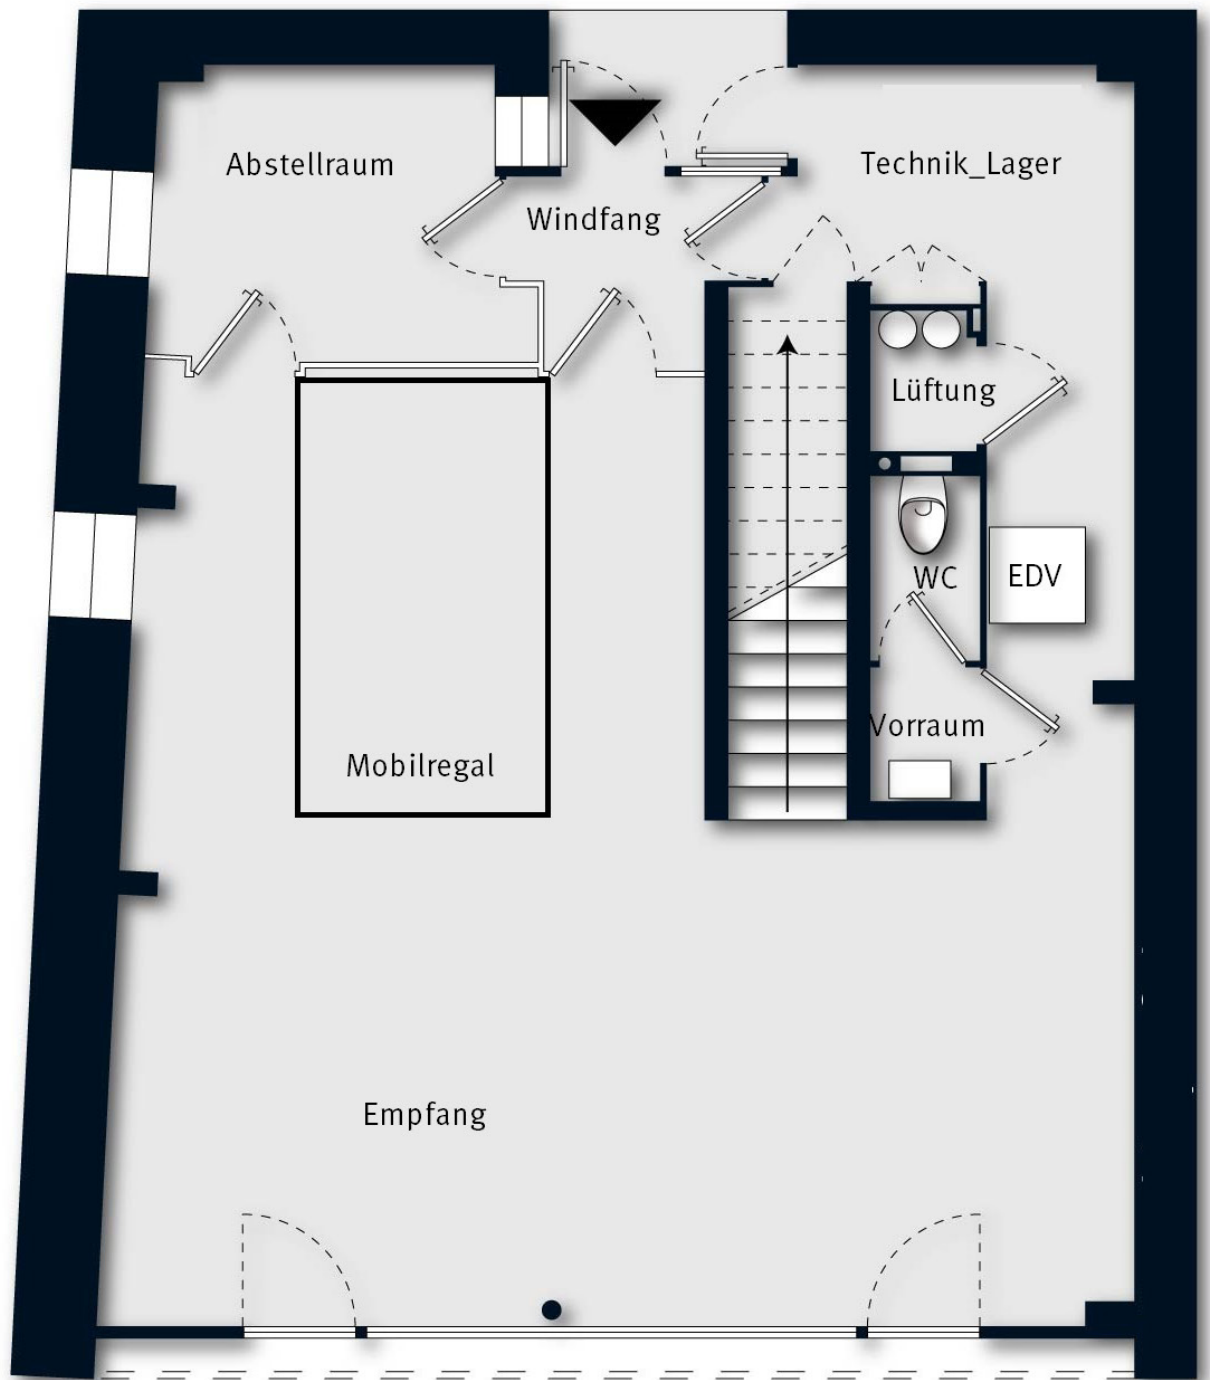 Abstellraum
Technik_Lager
Windfang
Lüftung
WC
EDV
Vorraum
Mobilregal
Empfang